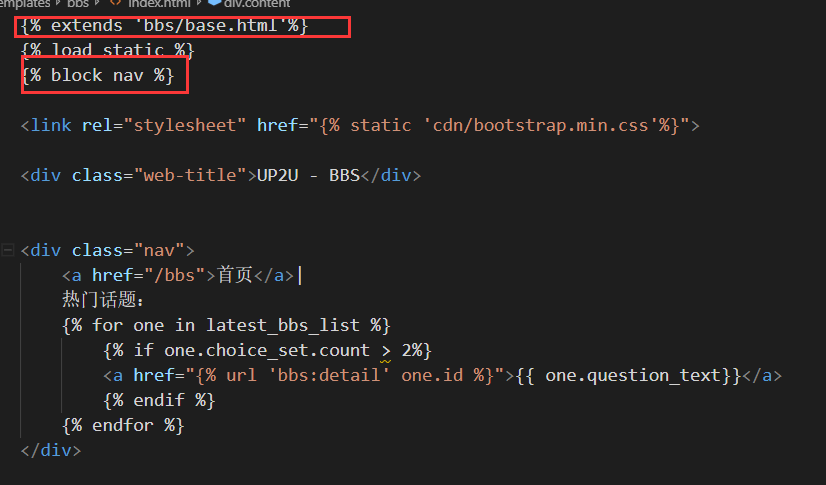 templates > bbs > index.html > div.content
{% extends 'bbs/base.html'%}
{% load static %}
{% block nav %}
<link rel="stylesheet" href="{% static 'cdn/bootstrap.min.css'%}">
<div class="web-title">UP2U - BBS</div>
<div class="nav">
<a href="/bbs">首页</a>|
热门话题：
{% for one in latest_bbs_list %}
{% if one.choice_set.count > 2%}
<a href="{% url 'bbs:detail' one.id %}">{{ one.question_text}}</a>
{% endif %}
{% endfor %}
</div>